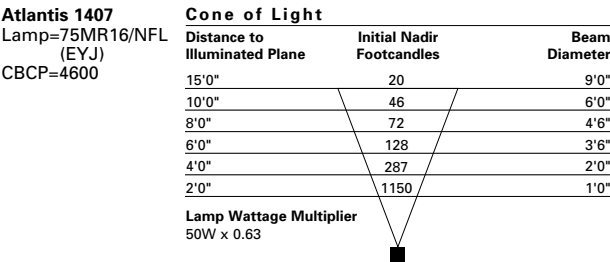 Atlantis 1407
Lamp=75MR16/NFL
(EYJ)
CBCP=4600
Cone of Light
Distance to Illuminated Plane Initial Nadir Footcandles Beam Diameter
15'0" 20 9'0"
10'0" 46 6'0"
8'0" 72 4'6"
6'0" 128 3'6"
4'0" 287 2'0"
2'0" 1150 1'0"
Lamp Wattage Multiplier
50W x 0.63